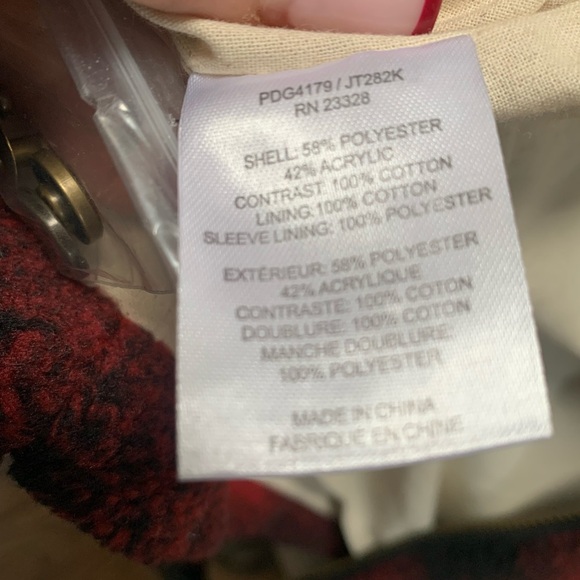 PDG4179 / JT282K
RN 23328
SHELL: 58% POLYESTER
42% ACRYLIC
CONTRAST: 100% COTTON
LINING: 100% COTTON
SLEEVE LINING: 100% POLYESTER
EXTÉRIEUR: 58% POLYESTER
42% ACRYLIQUE
CONTRASTE: 100% COTON
DOUBLURE: 100% COTON
MANCHE DOUBLURE:
100% POLYESTER
MADE IN CHINA
FABRIQUE EN CHINE